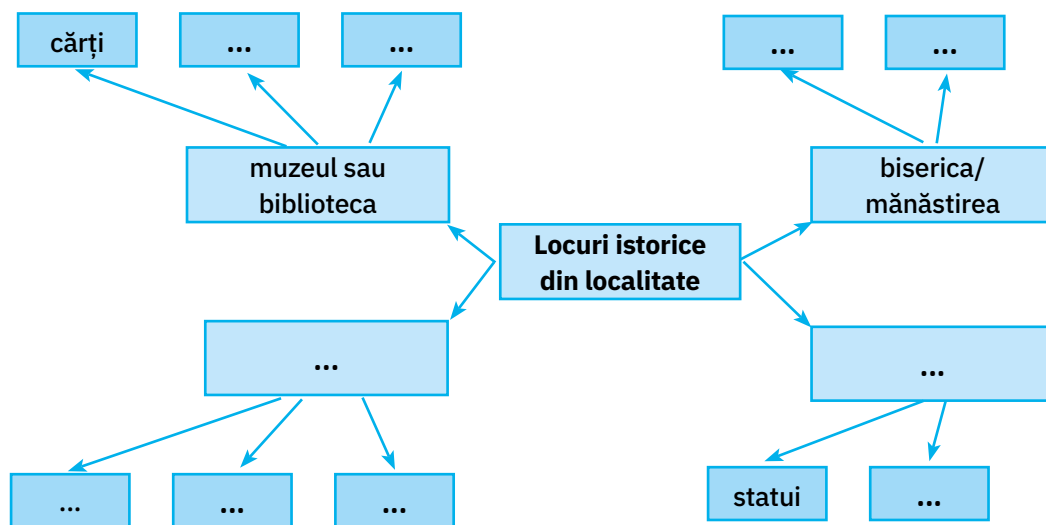 cărți
...
...
...
...
muzeul sau
biblioteca
biserica/
mănăstirea
Locuri istorice
din localitate
...
...
...
...
...
statui
...